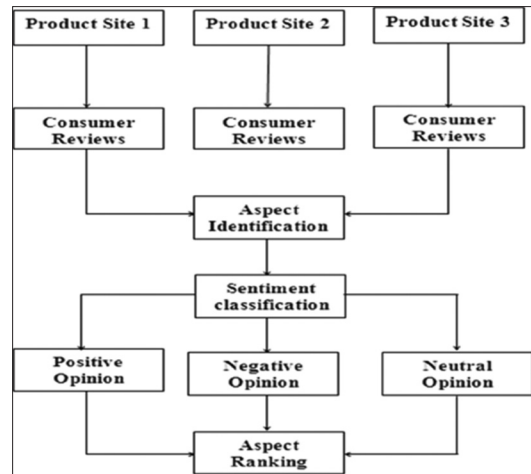 Product Site 1
Product Site 2
Product Site 3
Consumer
Reviews
Consumer
Reviews
Consumer
Reviews
Aspect
Identification
Sentiment
classification
Positive
Opinion
Negative
Opinion
Neutral
Opinion
Aspect
Ranking